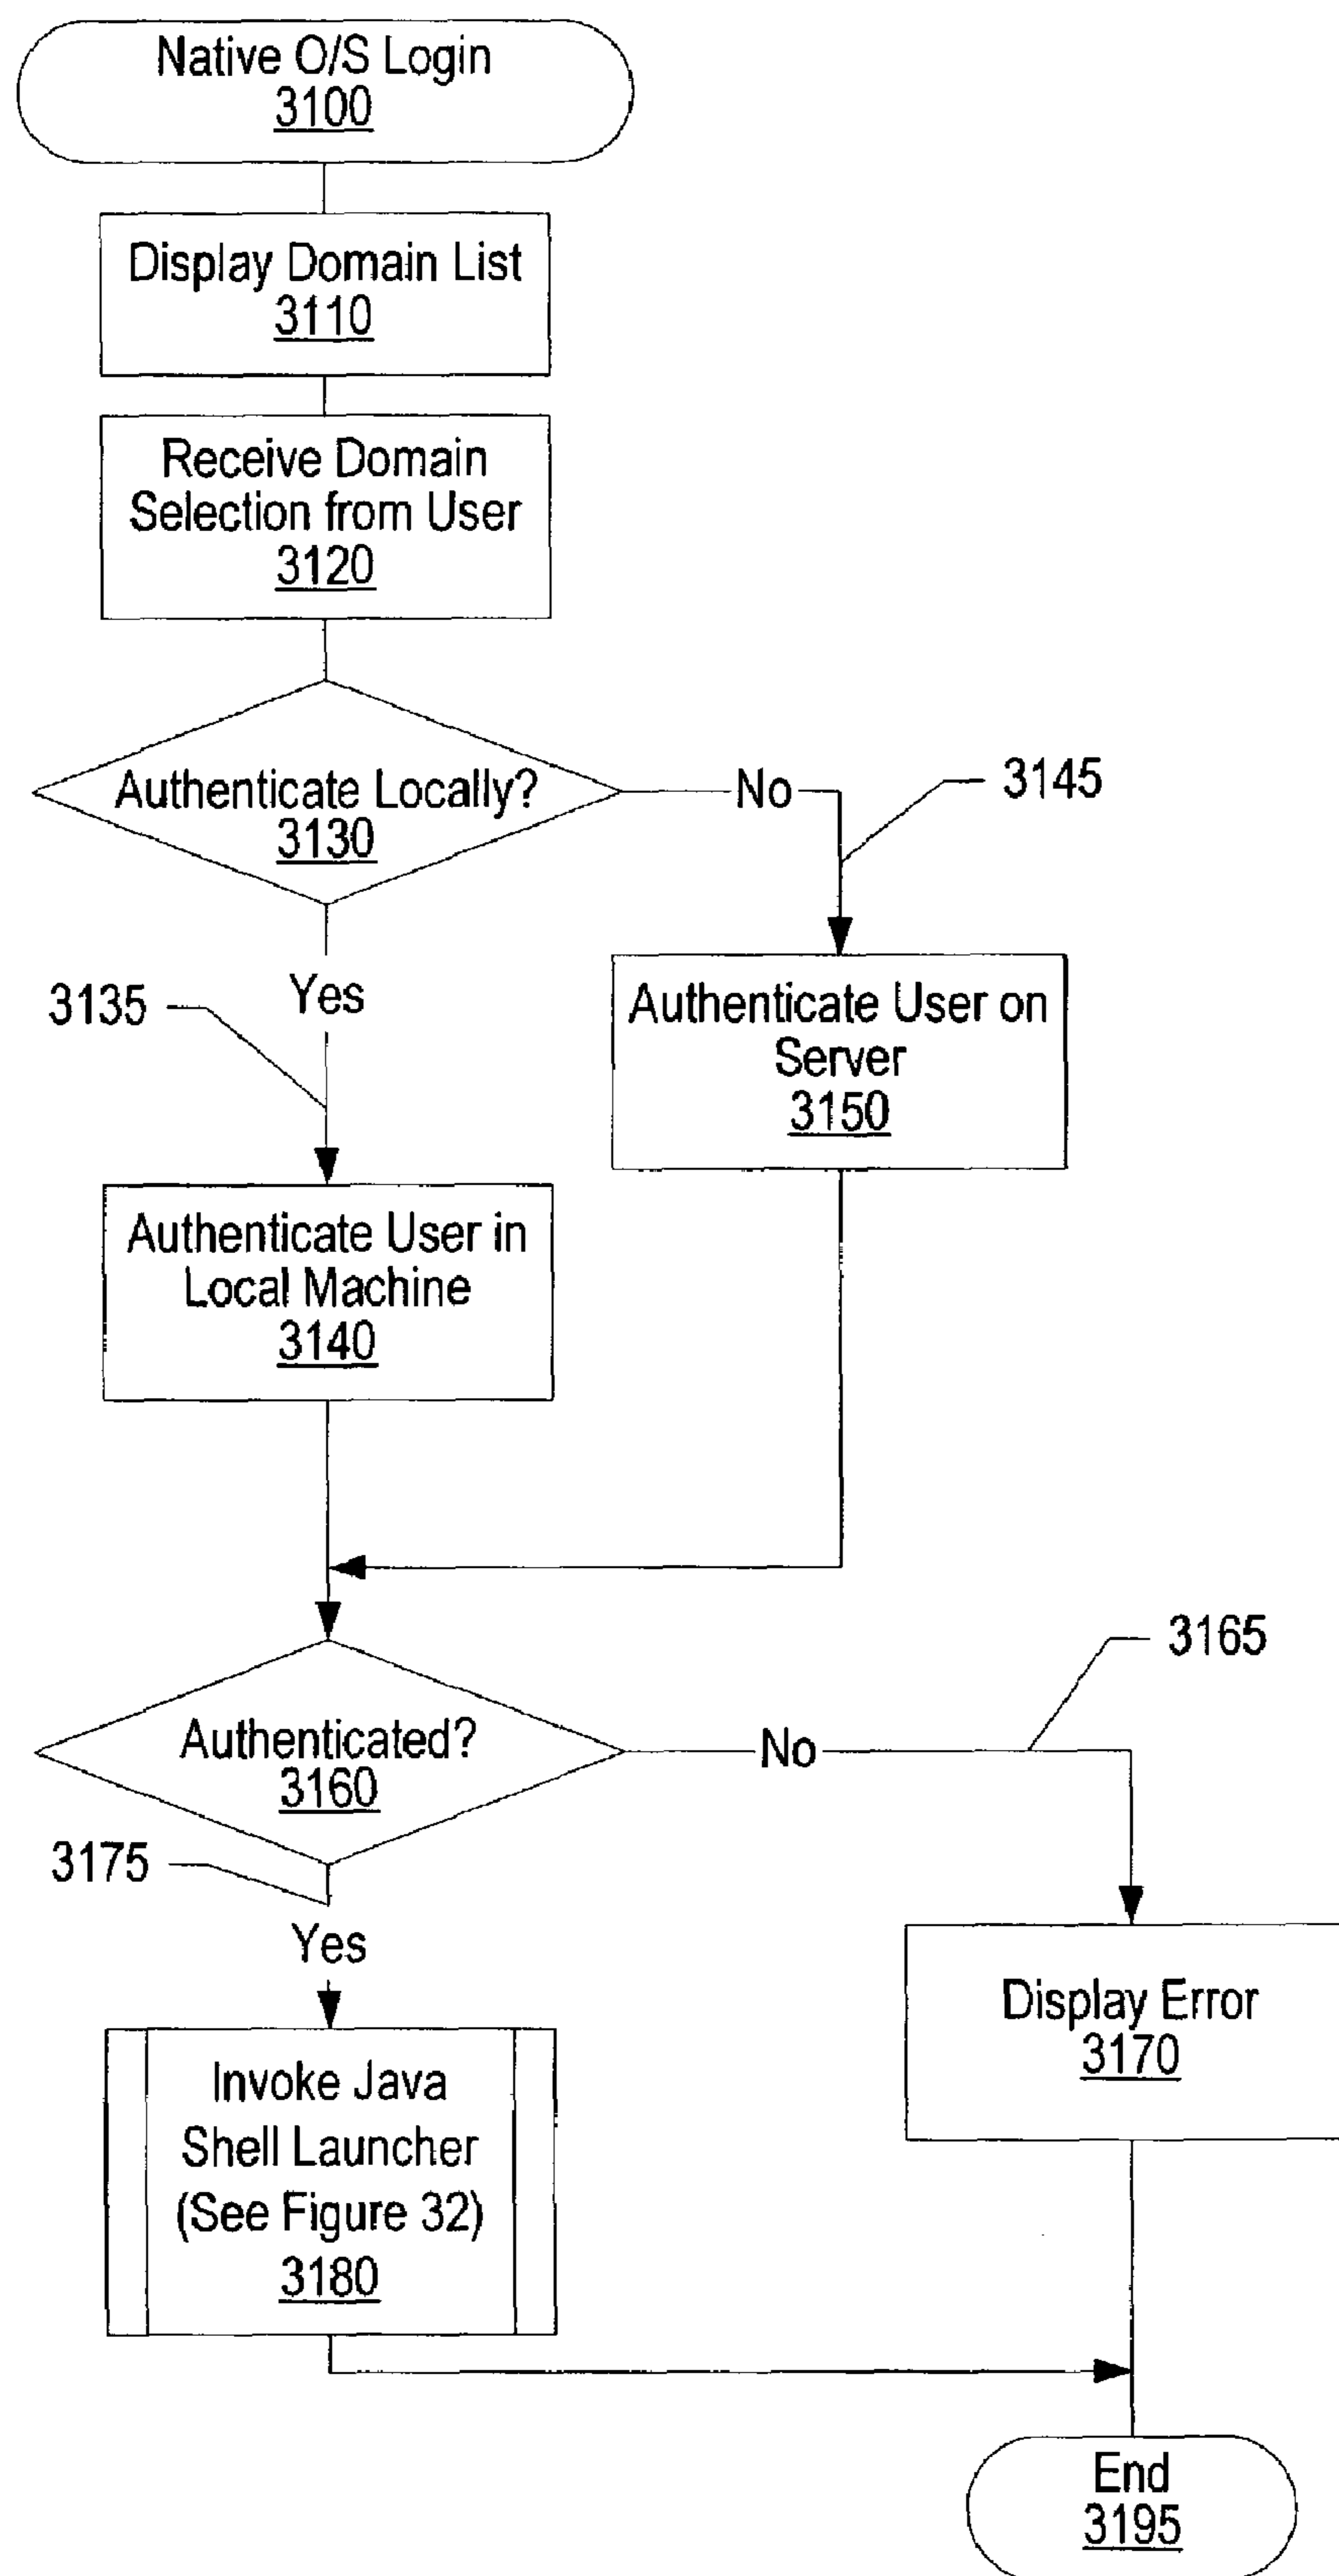 Native O/S Login
3100
Display Domain List
3110
Receive Domain
Selection from User
3120
Authenticate Locally?
3130
No
3145
Yes
3135
Authenticate User on
Server
3150
Authenticate User in
Local Machine
3140
Authenticated?
3160
No
3165
3175
Yes
Invoke Java
Shell Launcher
(See Figure 32)
3180
Display Error
3170
End
3195